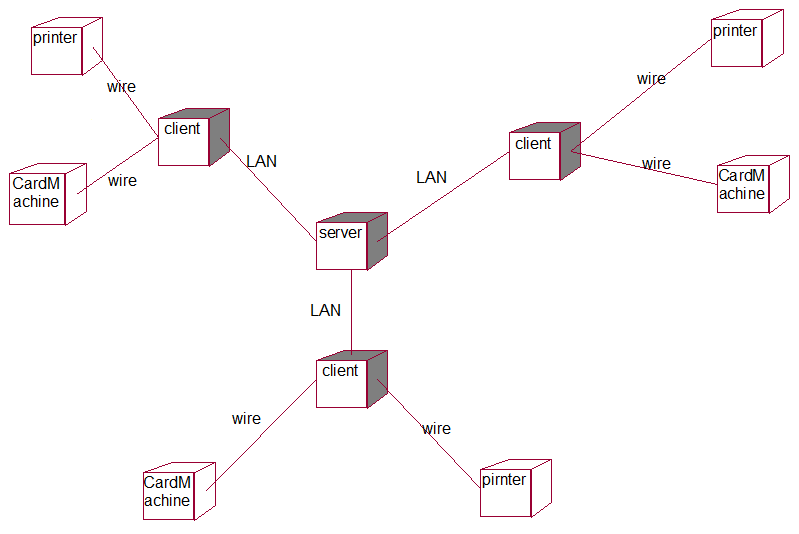 printer
printer
wire
wire
client
client
LAN
wire
CardM
achine
wire
LAN
CardM
achine
server
LAN
client
wire
wire
CardM
achine
pirnter